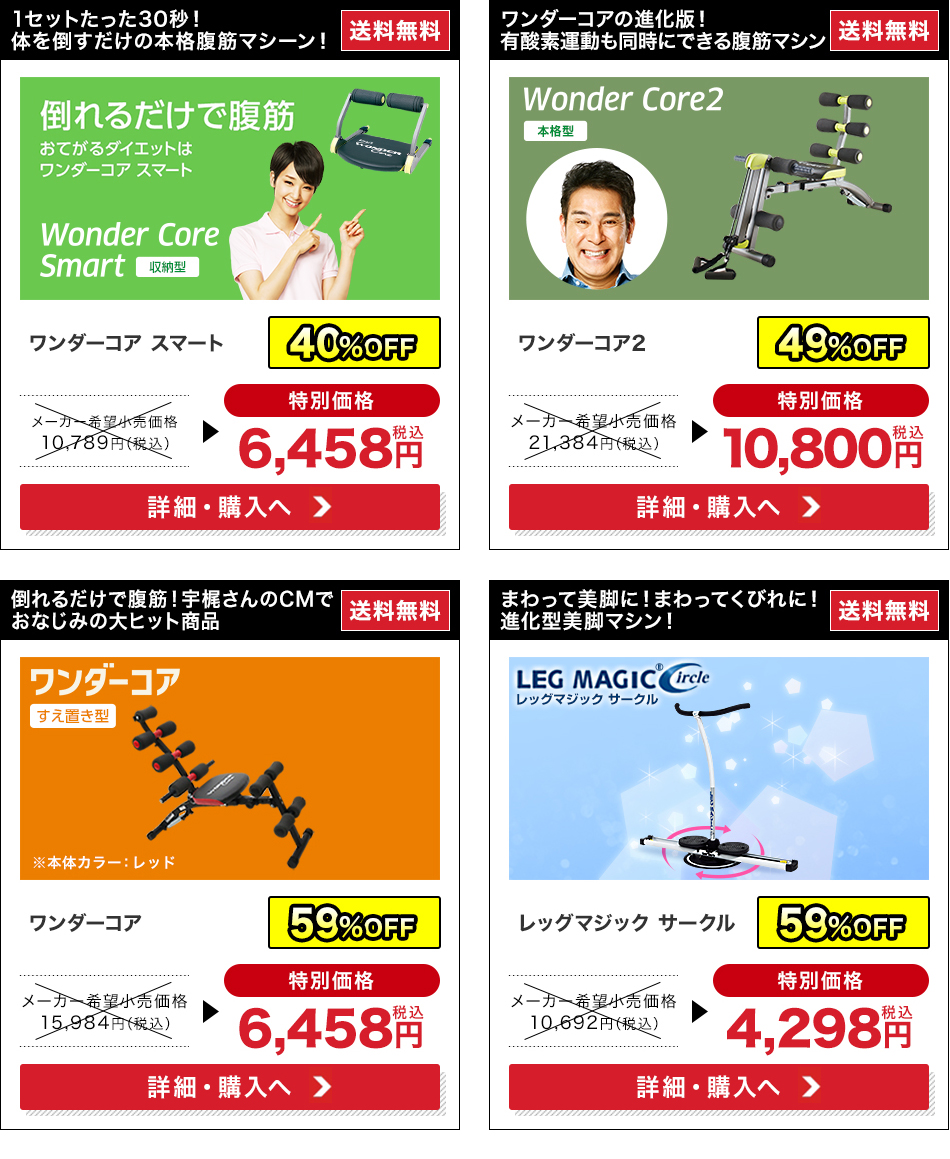 1セットたった30秒！
体を倒すだけの本格腹筋マシーン！
送料無料
倒れるだけで腹筋
おてがるダイエットは
ワンダーコア スマート
WONDER
CORE
Wonder Core
Smart 収納型
ワンダーコア スマート
40%OFF
メーカー希望小売価格
10,789円（税込）
特別価格
6,458円税込
詳細・購入へ
ワンダーコアの進化版！
有酸素運動も同時にできる腹筋マシン
送料無料
Wonder Core2
本格型
ワンダーコア2
49%OFF
メーカー希望小売価格
21,384円（税込）
特別価格
10,800円税込
詳細・購入へ
倒れるだけで腹筋！宇梶さんのCMで
おなじみの大ヒット商品
送料無料
ワンダーコア
すえ置き型
※本体カラー：レッド
ワンダーコア
59%OFF
メーカー希望小売価格
15,984円（税込）
特別価格
6,458円税込
詳細・購入へ
まわって美脚に！まわってくびれに！
進化型美脚マシン！
送料無料
LEG MAGIC® Circle
レッグマジック サークル
レッグマジック サークル
59%OFF
メーカー希望小売価格
10,692円（税込）
特別価格
4,298円税込
詳細・購入へ